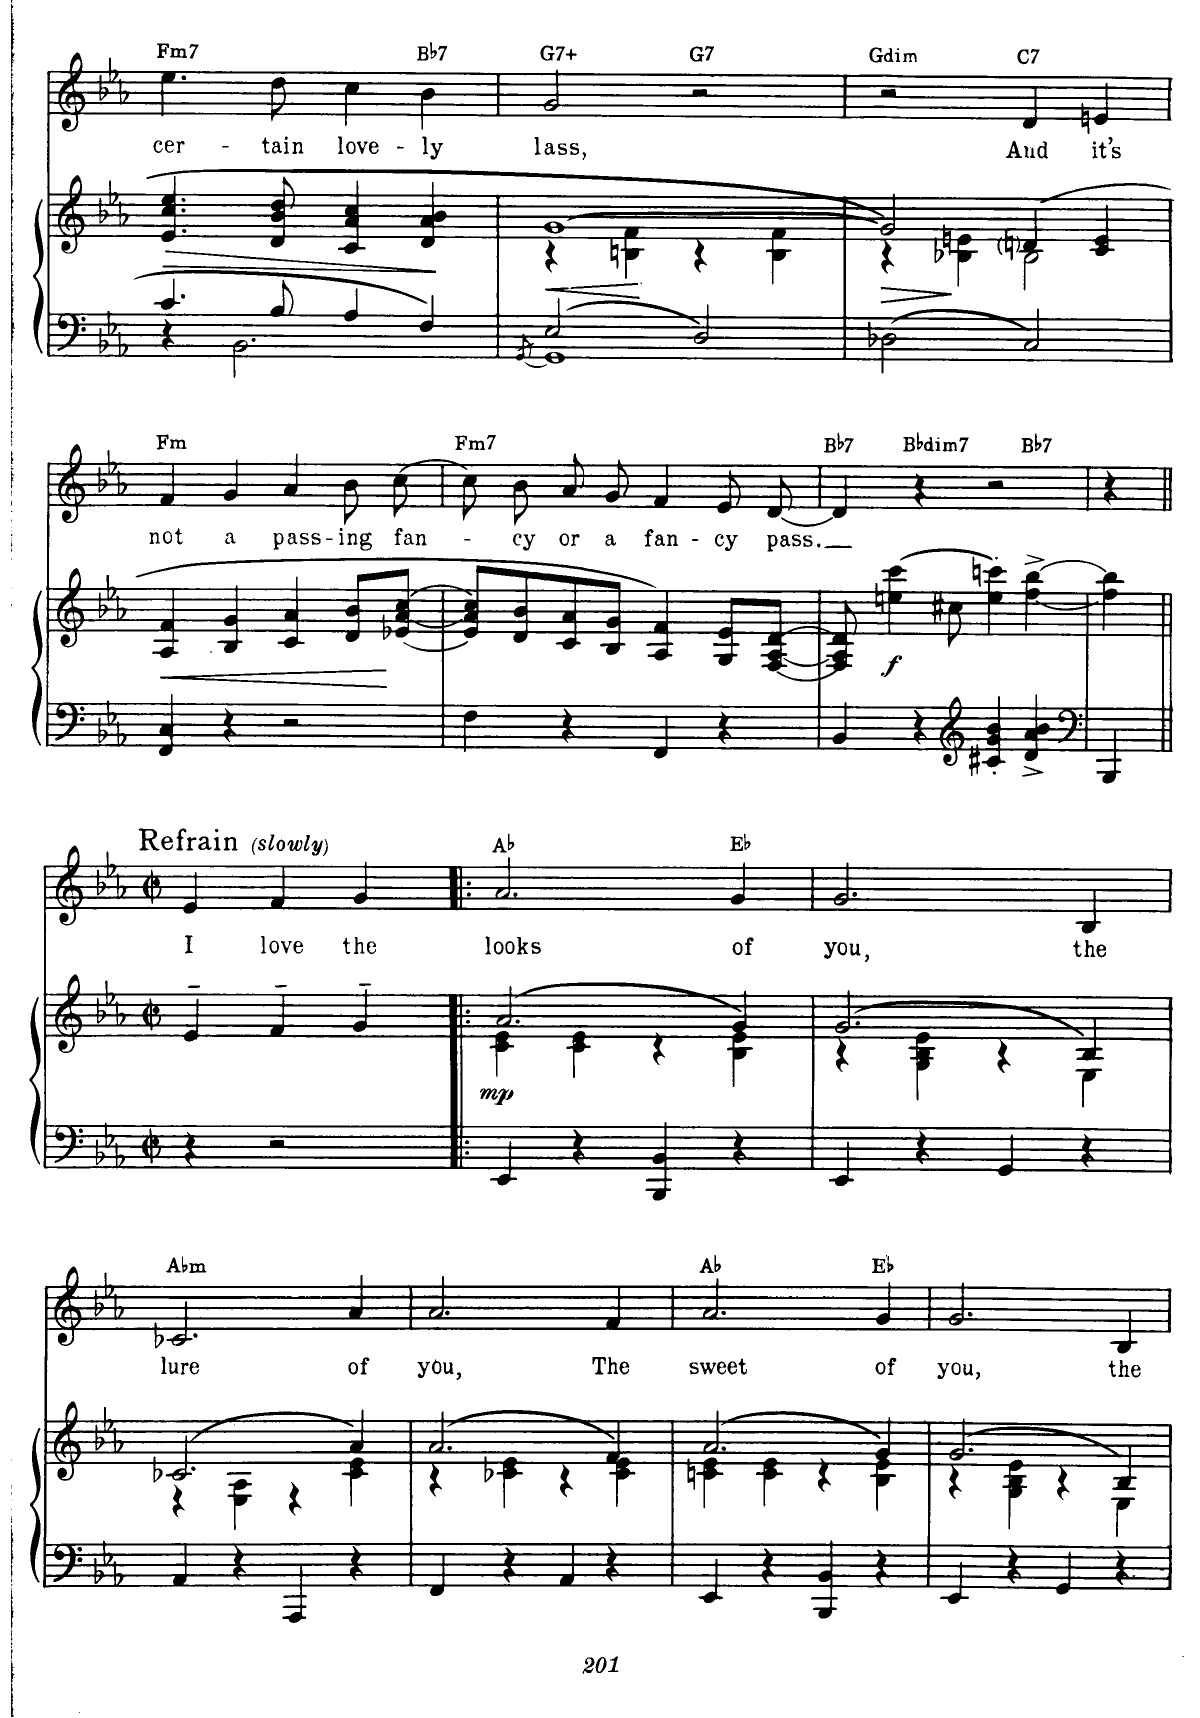 Fm7 B♭7 G7+ G7 Gdim C7
cer - tain love - ly lass, And it's
Fm Fm7 B♭7 B♭dim7 B♭7
not a pass - ing fan - cy or a fan - cy pass.
f
Refrain (slowly)
A♭ E♭
I love the looks of you, the
mp
A♭m A♭ E♭
lure of you, The sweet of you, the
201